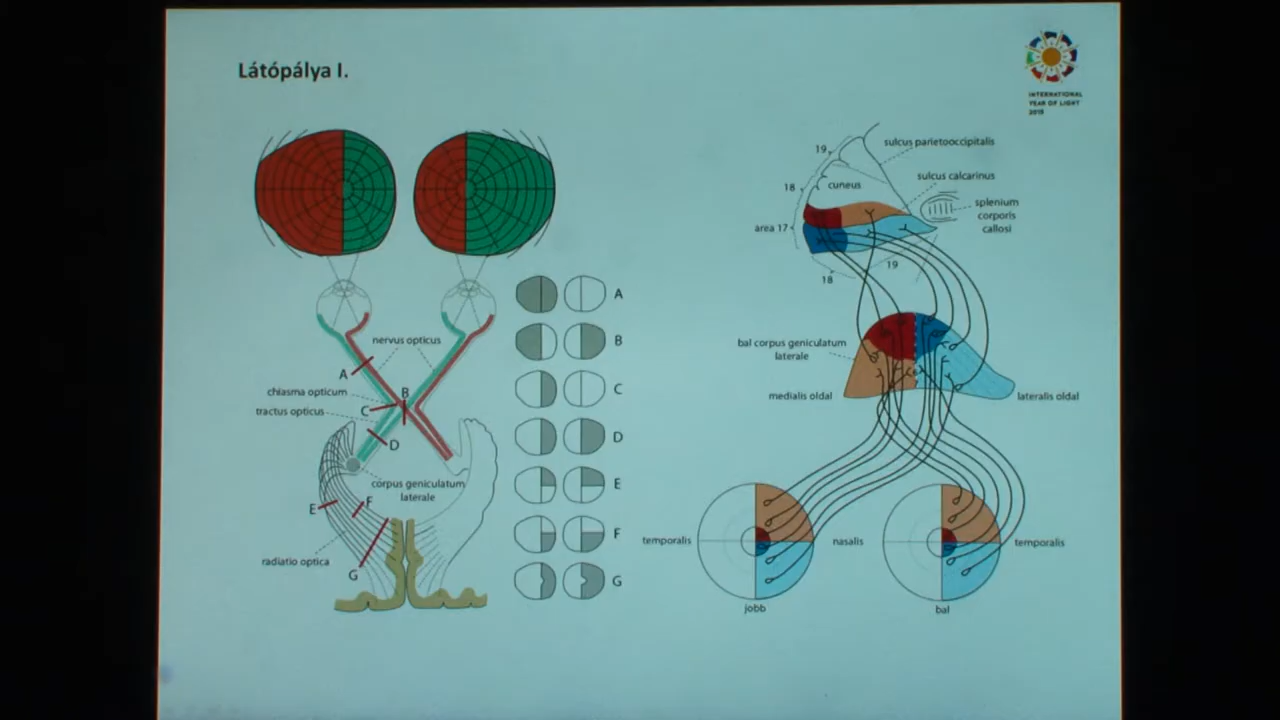 Látópálya I.
INTERNATIONAL
YEAR OF LIGHT
2015
nervus opticus
A
chiasma opticum
B
C
tractus opticus
D
corpus geniculatum
laterale
E
F
radiatio optica
G
A
B
C
D
E
F
G
19
sulcus parietooccipitalis
18
cuneus
sulcus calcarinus
splenium
corporis
callosi
area 17
19
18
bal corpus geniculatum
laterale
medialis oldal
lateralis oldal
temporalis
nasalis
temporalis
jobb
bal